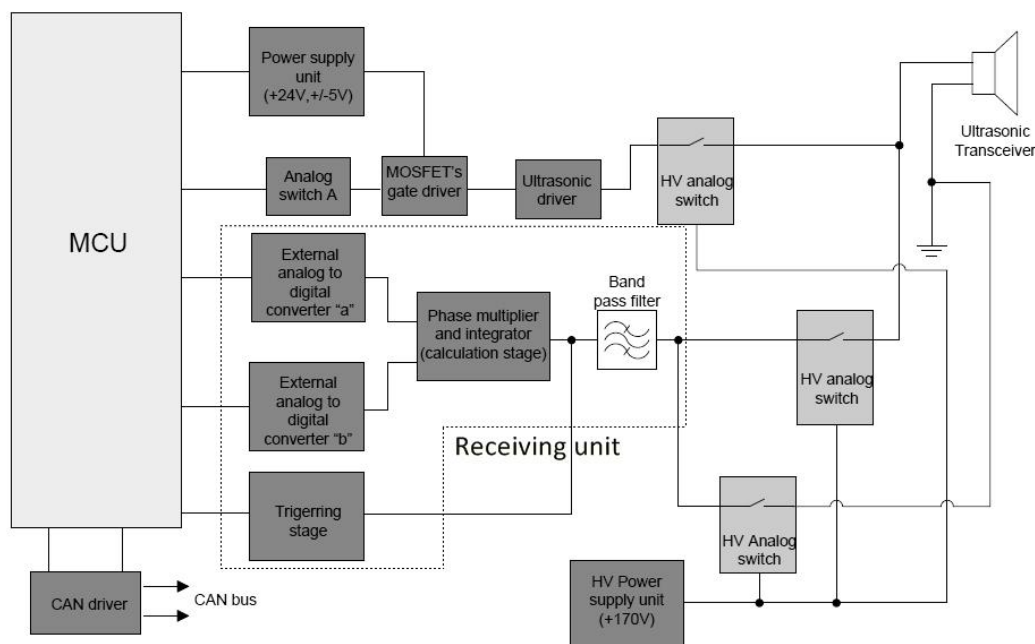 MCU
Power supply
unit
(+24V,+/-5V)
Analog
switch A
MOSFET's
gate driver
Ultrasonic
driver
HV analog
switch
Ultrasonic
Transceiver
External
analog to
digital
converter "a"
Phase multiplier
and integrator
(calculation stage)
Band
pass filter
HV analog
switch
External
analog to
digital
converter "b"
Receiving unit
Trigerring
stage
HV Analog
switch
CAN driver
CAN bus
HV Power
supply unit
(+170V)